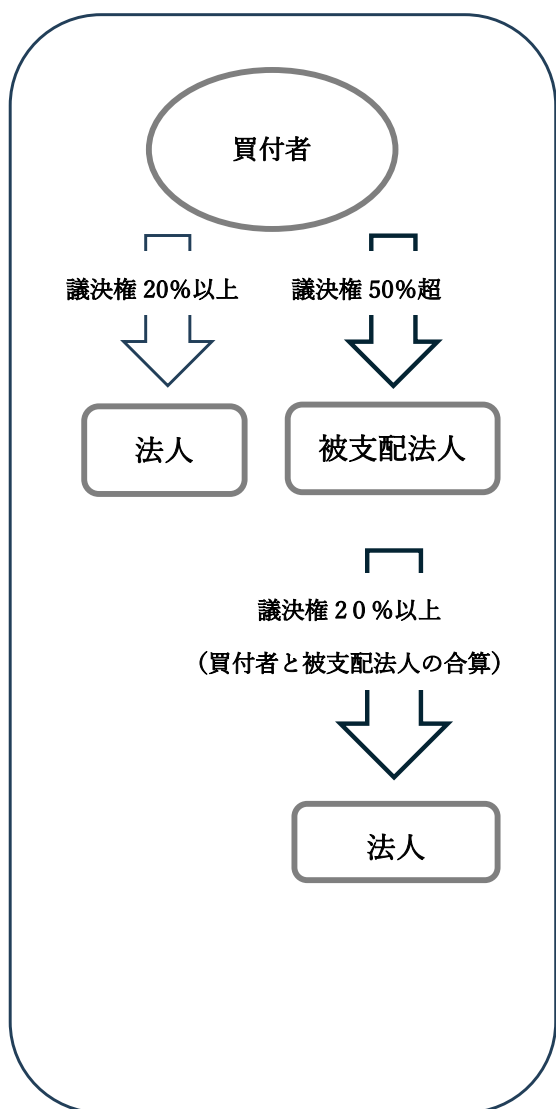 買付者
議決権 20％以上
議決権 50％超
法人
被支配法人
議決権２０％以上
（買付者と被支配法人の合算）
法人